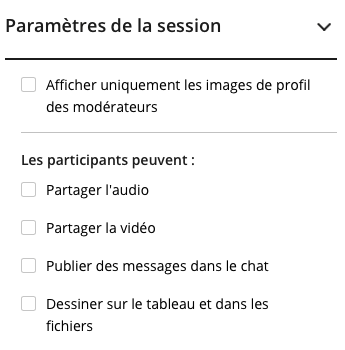 Paramètres de la session
Afficher uniquement les images de profil
des modérateurs
Les participants peuvent :
Partager l'audio
Partager la vidéo
Publier des messages dans le chat
Dessiner sur le tableau et dans les
fichiers